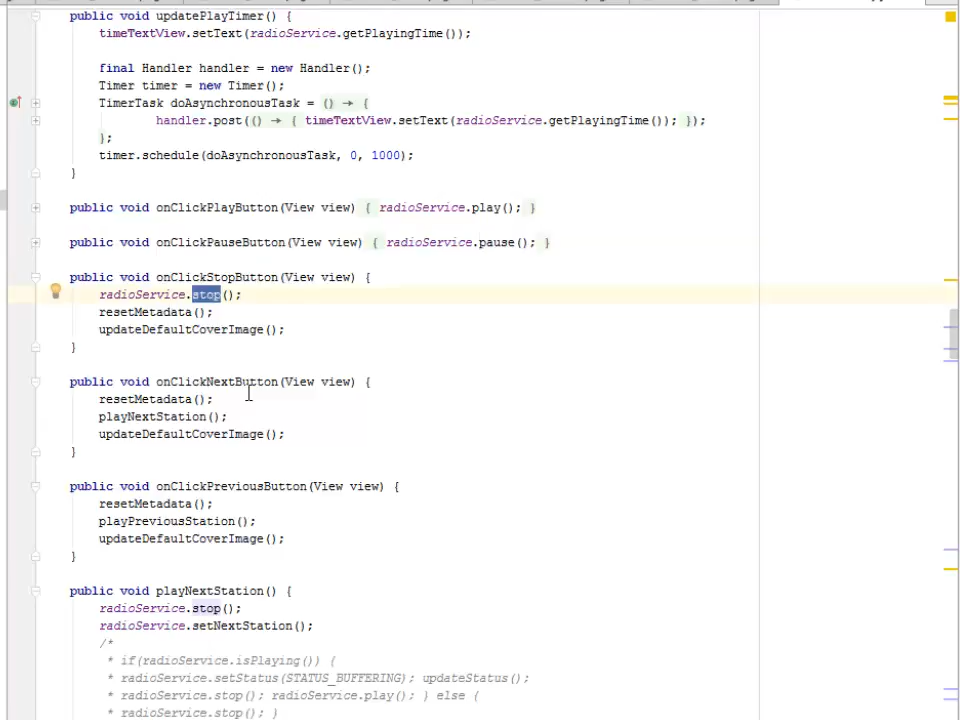 public void updatePlayTimer() {
timeTextView.setText(radioService.getPlayingTime());
final Handler handler = new Handler();
Timer timer = new Timer();
TimerTask doAsynchronousTask = () → {
handler.post(() → { timeTextView.setText(radioService.getPlayingTime()); });
};
timer.schedule(doAsynchronousTask, 0, 1000);
}
public void onClickPlayButton(View view) { radioService.play(); }
public void onClickPauseButton(View view) { radioService.pause(); }
public void onClickStopButton(View view) {
radioService.stop();
resetMetadata();
updateDefaultCoverImage();
}
public void onClickNextButton(View view) {
resetMetadata();
playNextStation();
updateDefaultCoverImage();
}
public void onClickPreviousButton(View view) {
resetMetadata();
playPreviousStation();
updateDefaultCoverImage();
}
public void playNextStation() {
radioService.stop();
radioService.setNextStation();
/*
* if(radioService.isPlaying()) {
* radioService.setStatus(STATUS_BUFFERING); updateStatus();
* radioService.stop(); radioService.play(); } else {
* radioService.stop(); }